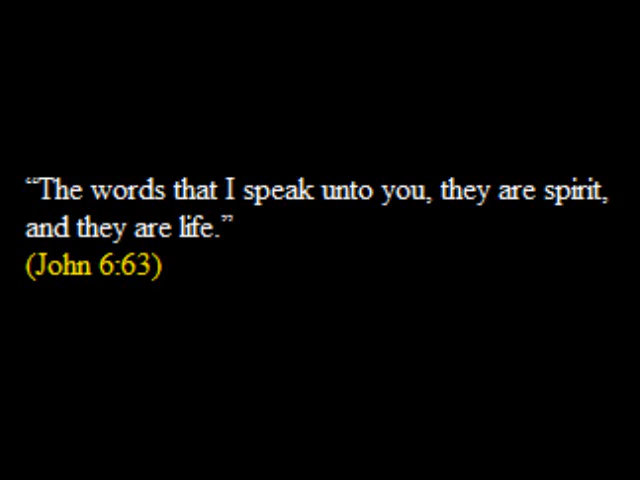 “The words that I speak unto you, they are spirit,
and they are life.”
(John 6:63)